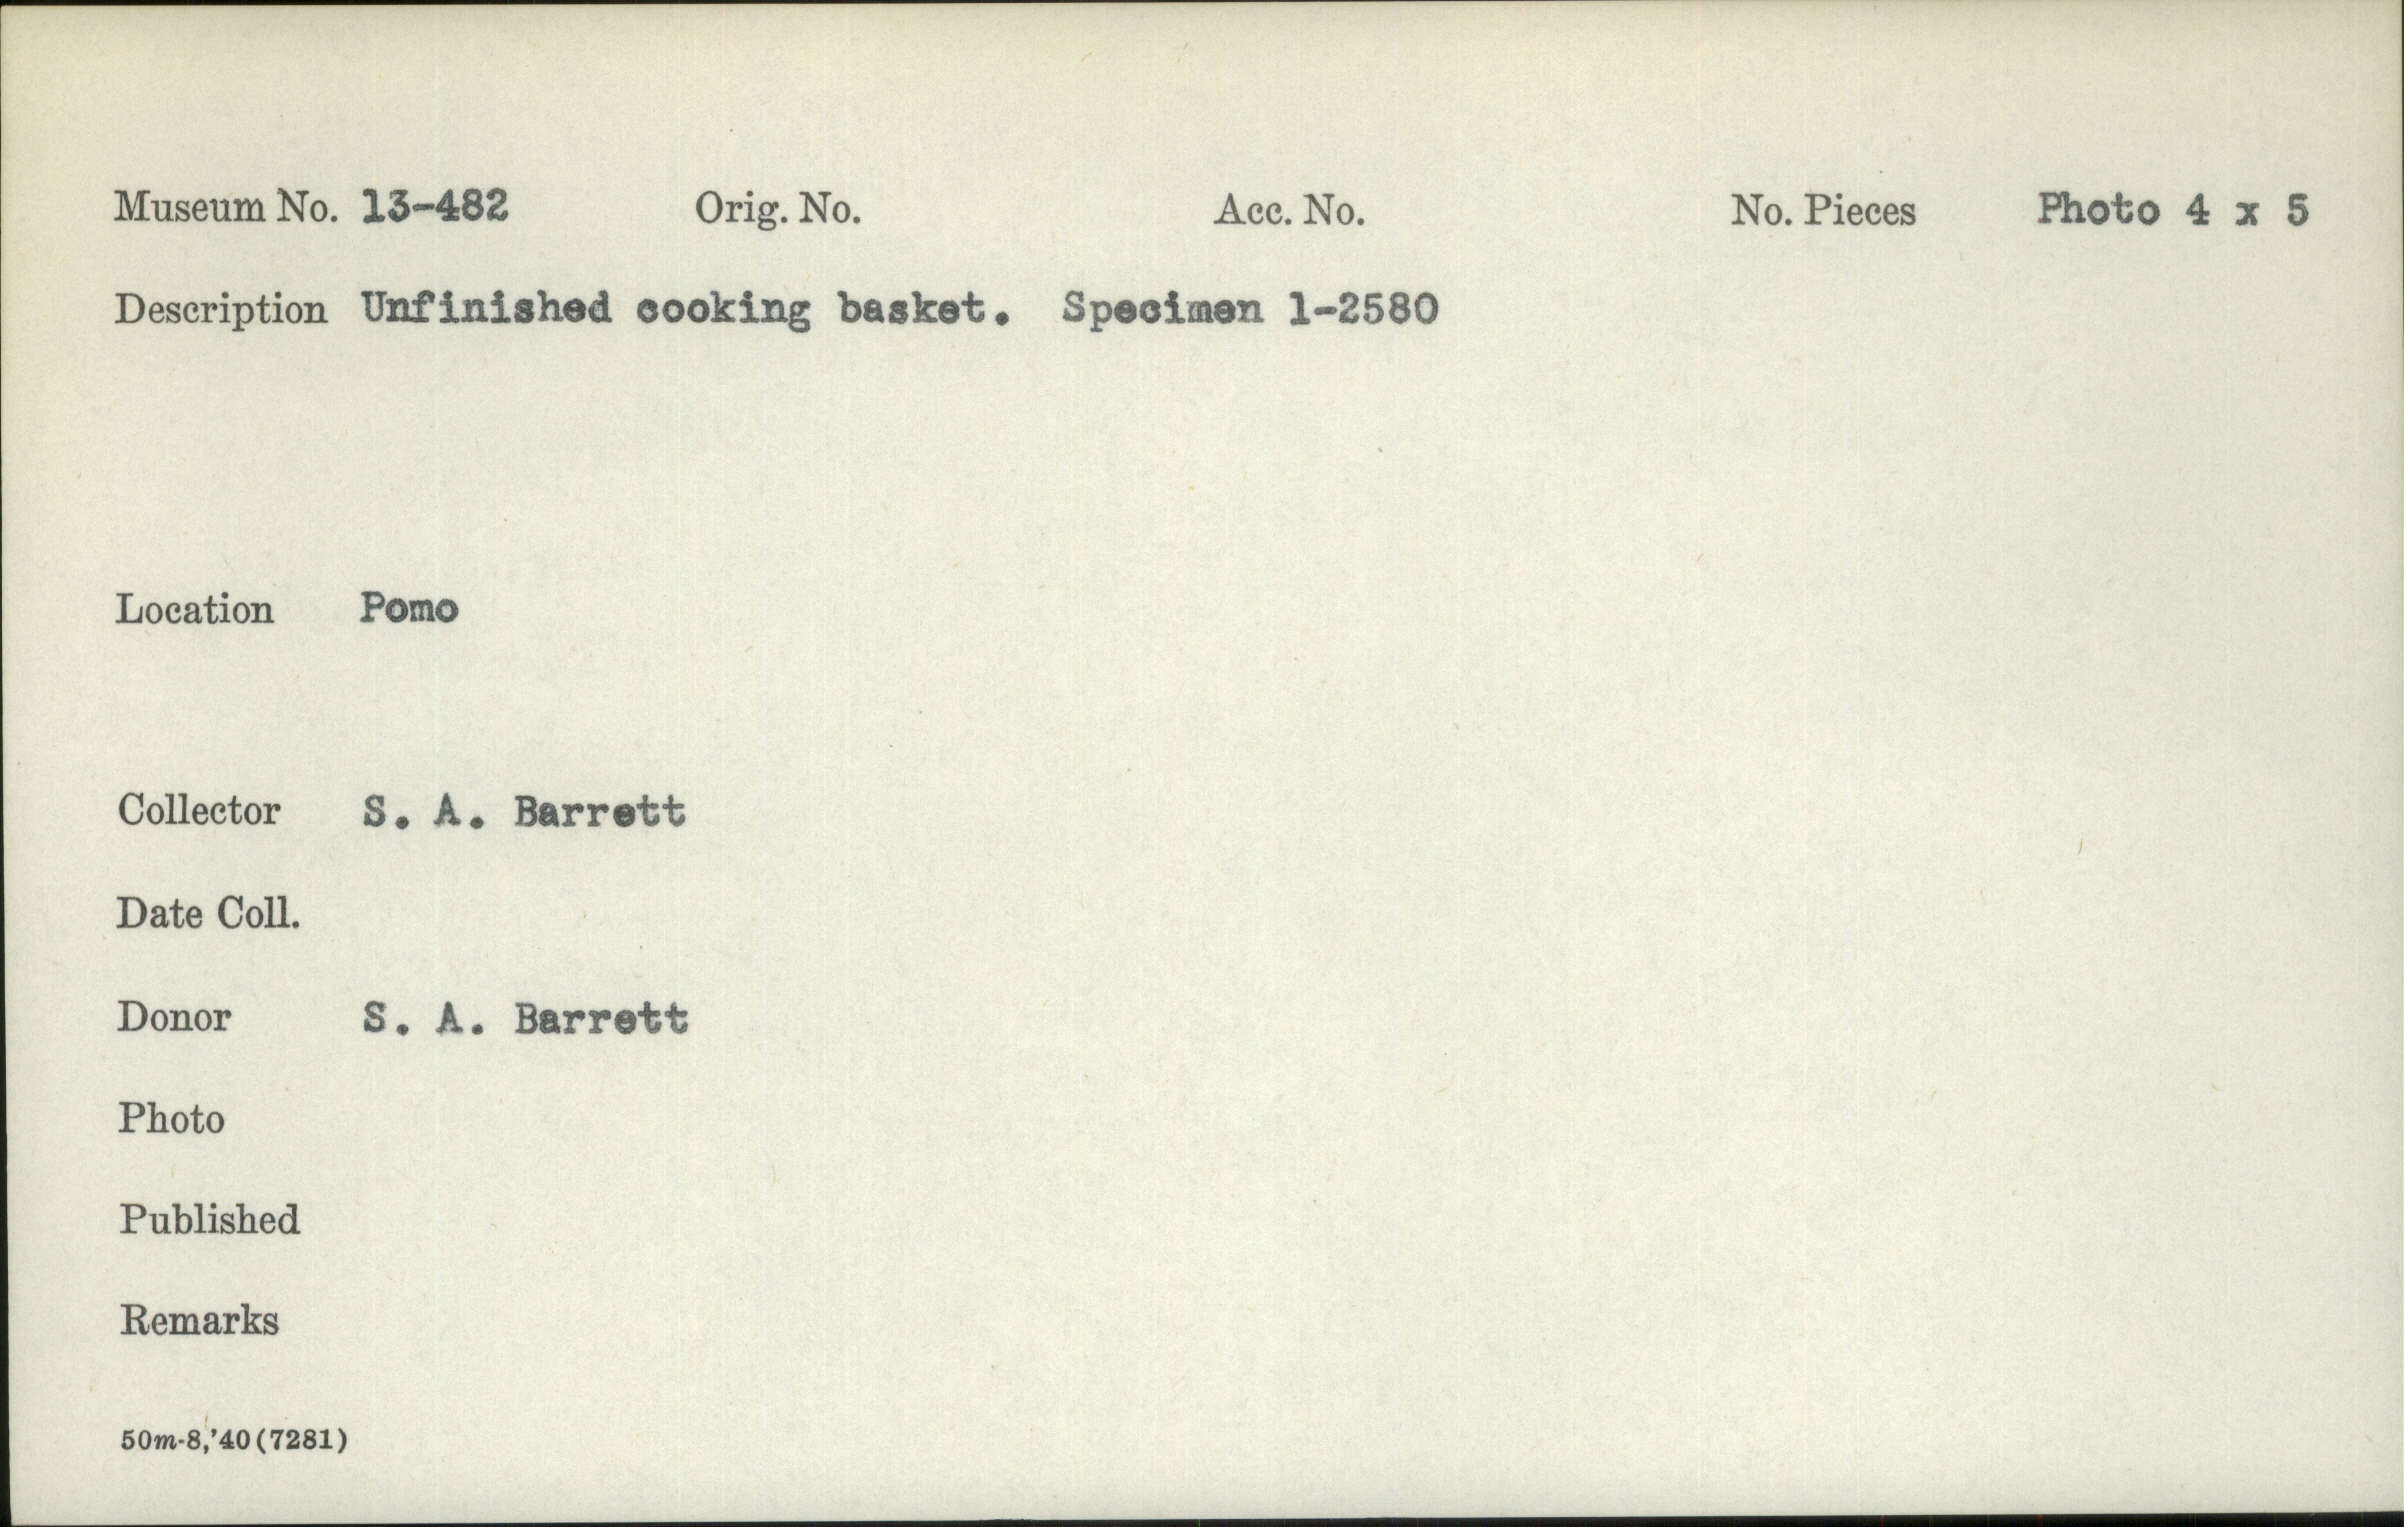 Museum No. 13-482 Orig. No. Acc. No. No. Pieces Photo 4 x 5
Description Unfinished cooking basket. Specimen 1-2580
Location Pomo
Collector S. A. Barrett
Date Coll.
Donor S. A. Barrett
Photo
Published
Remarks
50m-8,'40(7281)